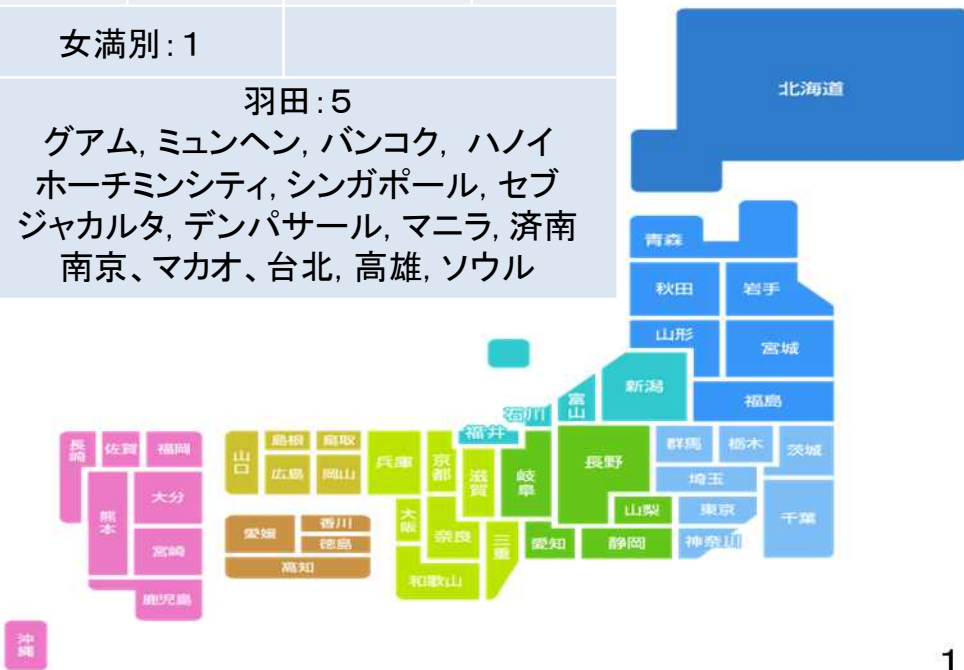 女満別：１
羽田：５
グアム, ミュンヘン, バンコク, ハノイ
ホーチミンシティ, シンガポール, セブ
ジャカルタ, デンパサール, マニラ, 済南
南京、マカオ、台北, 高雄, ソウル
北海道
青森
秋田
岩手
山形
宮城
新潟
福島
富山
石川
福井
群馬
栃木
茨城
長野
埼玉
山梨
東京
千葉
神奈川
岐阜
愛知
静岡
滋賀
京都
兵庫
大阪
奈良
三重
和歌山
島根
鳥取
山口
広島
岡山
愛媛
香川
徳島
高知
長崎
佐賀
福岡
大分
熊本
宮崎
鹿児島
沖縄
1